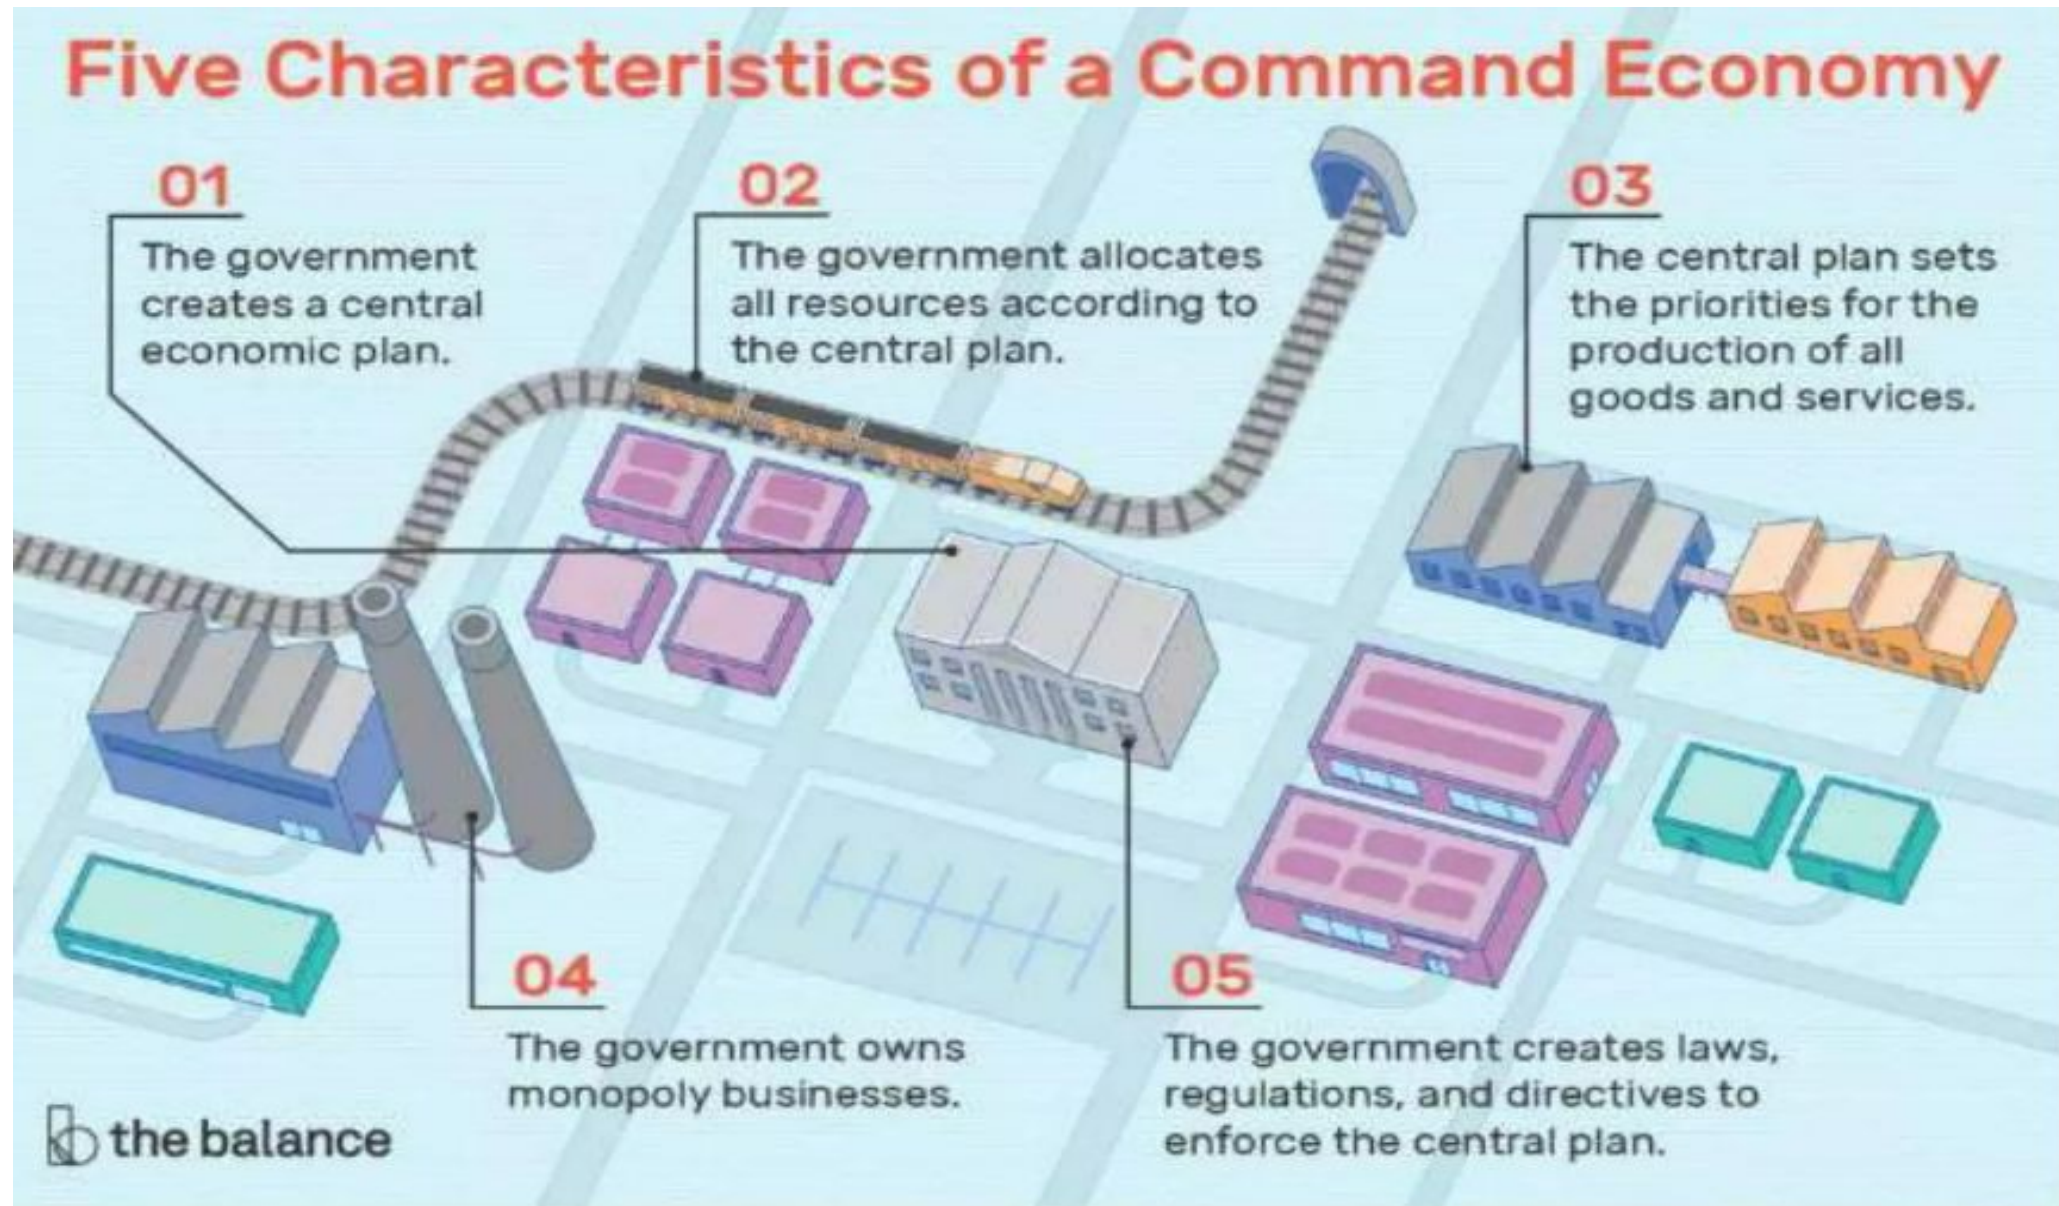 Five Characteristics of a Command Economy
01
The government
creates a central
economic plan.
02
The government allocates
all resources according to
the central plan.
03
The central plan sets
the priorities for the
production of all
goods and services.
04
The government owns
monopoly businesses.
05
The government creates laws,
regulations, and directives to
enforce the central plan.
the balance